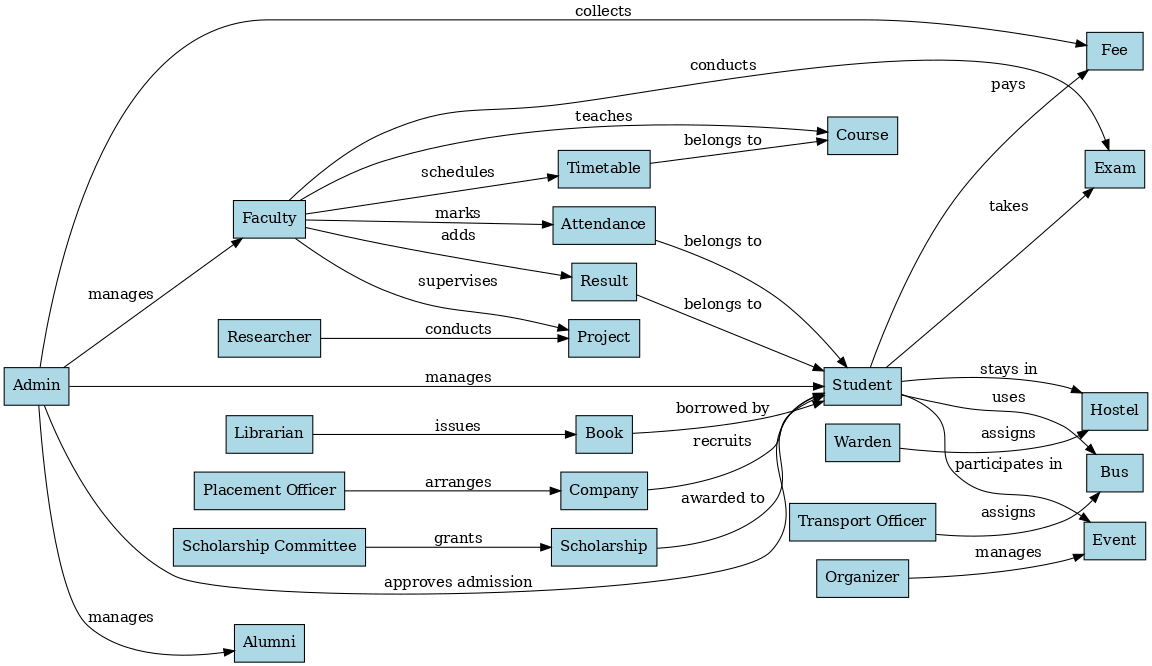 collects
Fee
conducts
pays
teaches
Course
belongs to
Timetable
schedules
Exam
takes
Faculty
marks
Attendance
adds
belongs to
Result
supervises
belongs to
manages
Researcher
conducts
Project
Admin
manages
Student
stays in
uses
Hostel
borrowed by
Librarian
issues
Book
recruits
Warden
assigns
participates in
Bus
Placement Officer
arranges
Company
awarded to
Transport Officer
assigns
Scholarship Committee
grants
Scholarship
Event
manages
approves admission
Organizer
manages
Alumni